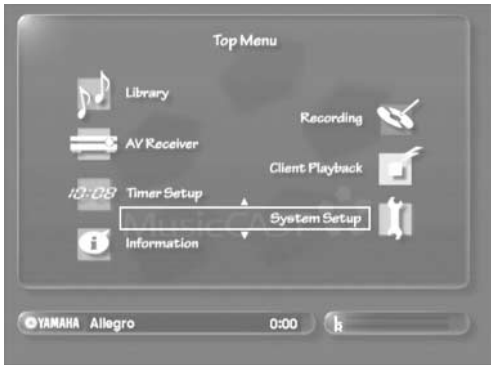 Top Menu
Library
Recording
AV Receiver
Client Playback
10:08 Timer Setup
System Setup
MusicCAST
Information
YAMAHA Allegro 0:00